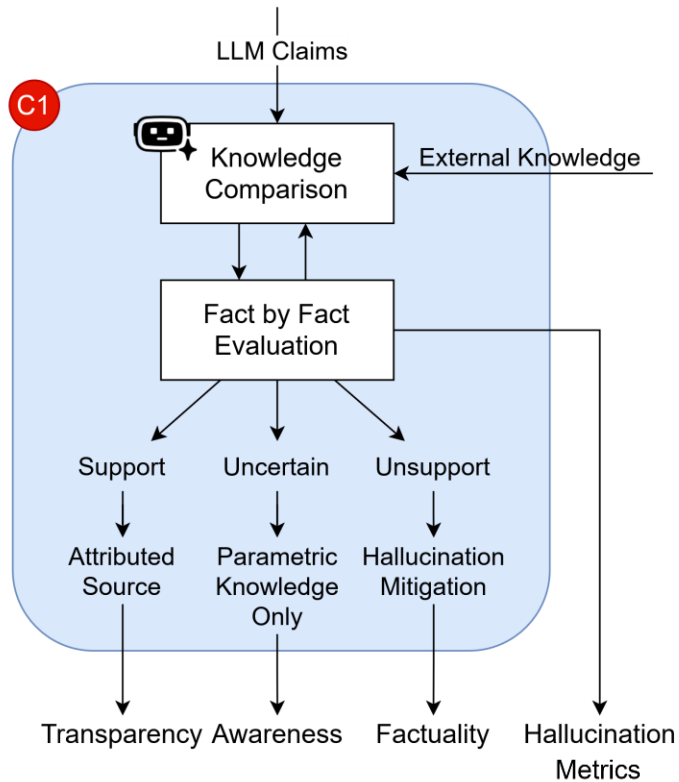 LLM Claims
C1
Knowledge
Comparison
External Knowledge
Fact by Fact
Evaluation
Support
Uncertain
Unsupport
Attributed
Source
Parametric
Knowledge
Only
Hallucination
Mitigation
Transparency
Awareness
Factuality
Hallucination
Metrics